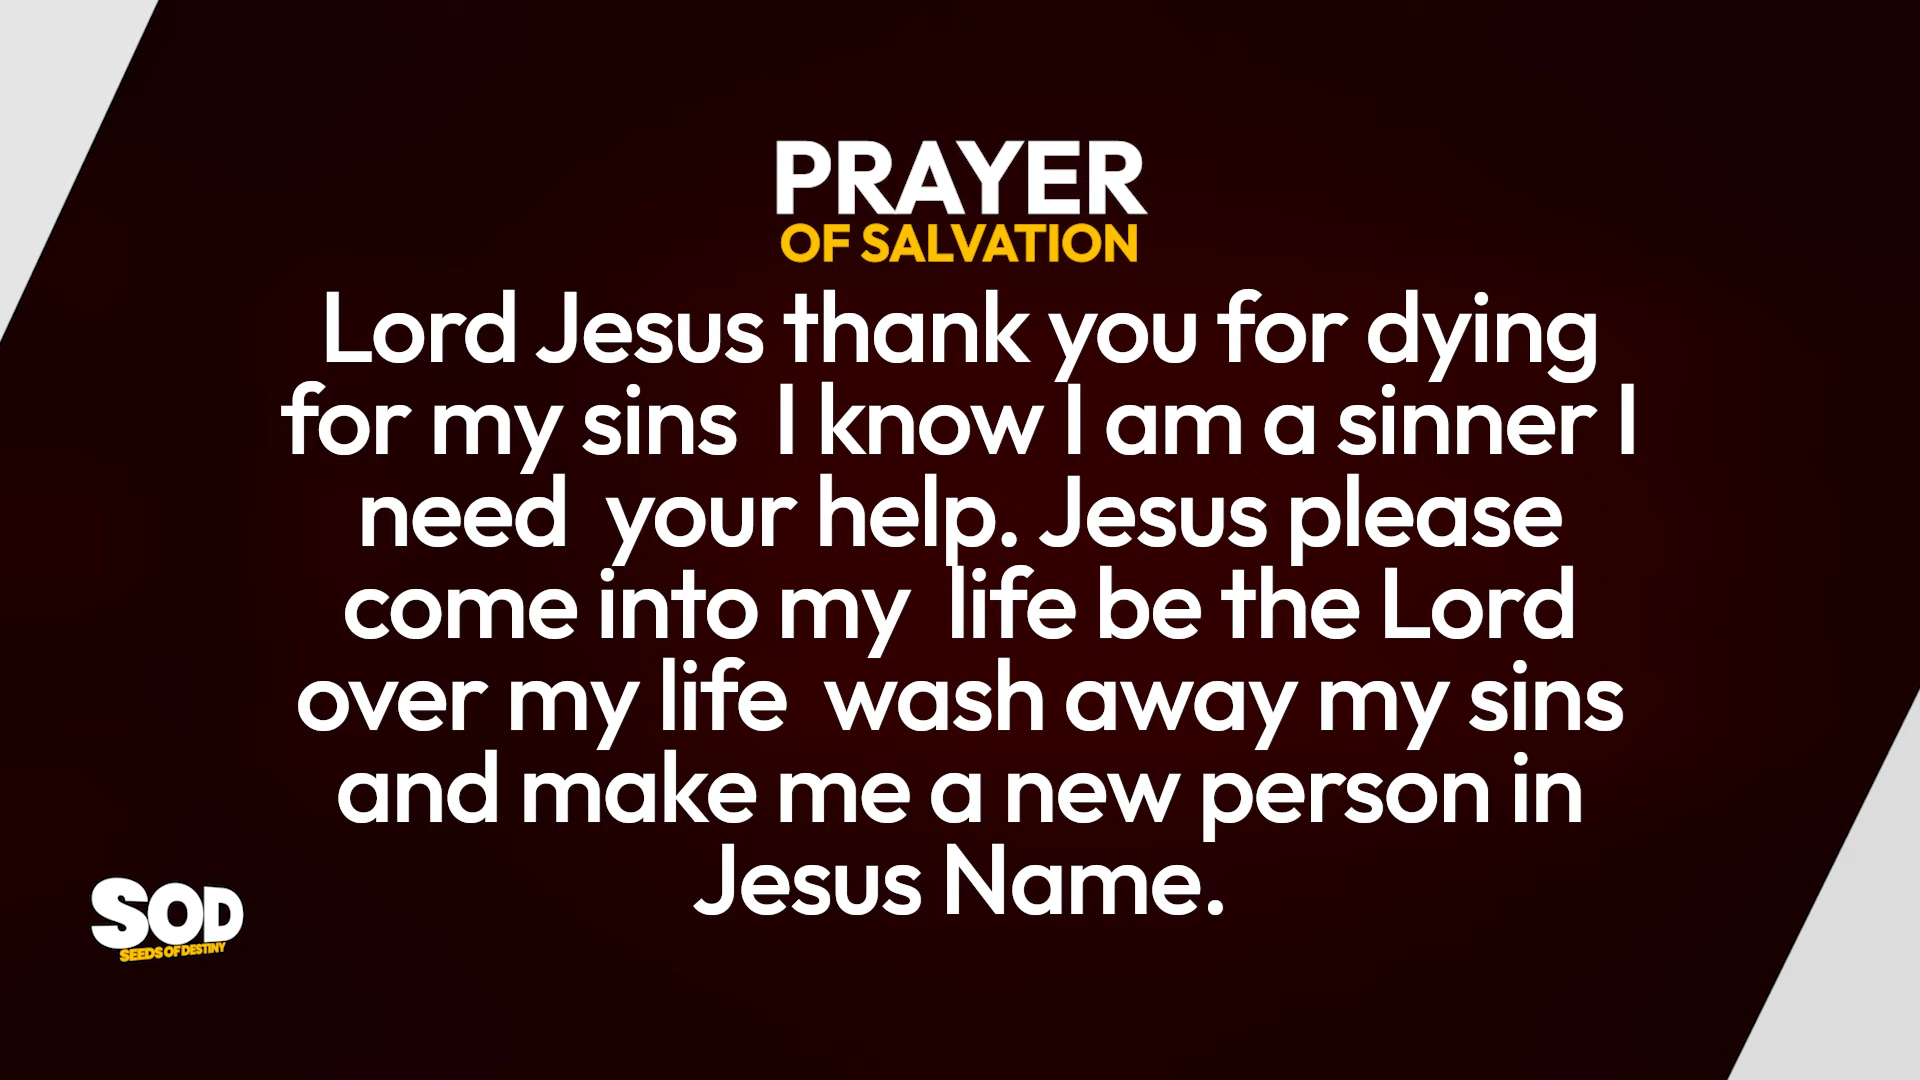 PRAYER
OF SALVATION
Lord Jesus thank you for dying
for my sins  I know I am a sinner I
need  your help. Jesus please
come into my  life be the Lord
over my life  wash away my sins
and make me a new person in
Jesus Name.
SOD
SEEDS OF DESTINY